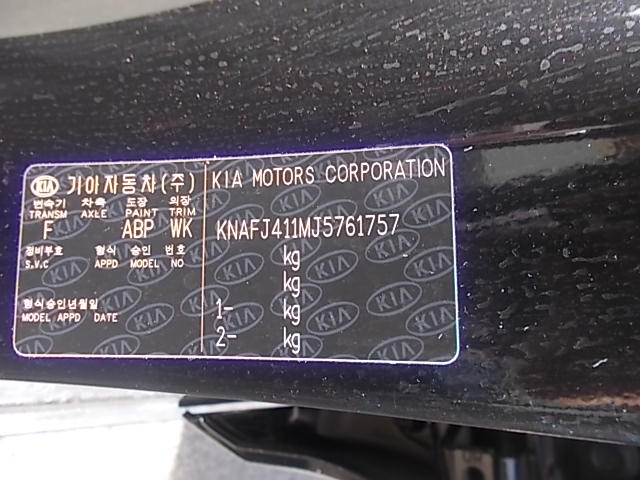 KIA 기아자동차(주)
변속기 차축 도장 외장
TRANSM AXLE PAINT TRIM
F ABP WK
정비부호 형식 승인 번호
S.V.C APPD MODEL NO
형식승인년월일
MODEL APPD DATE
KIA MOTORS CORPORATION
KNAFJ411MJ5761757
kg
kg
1- kg
2- kg